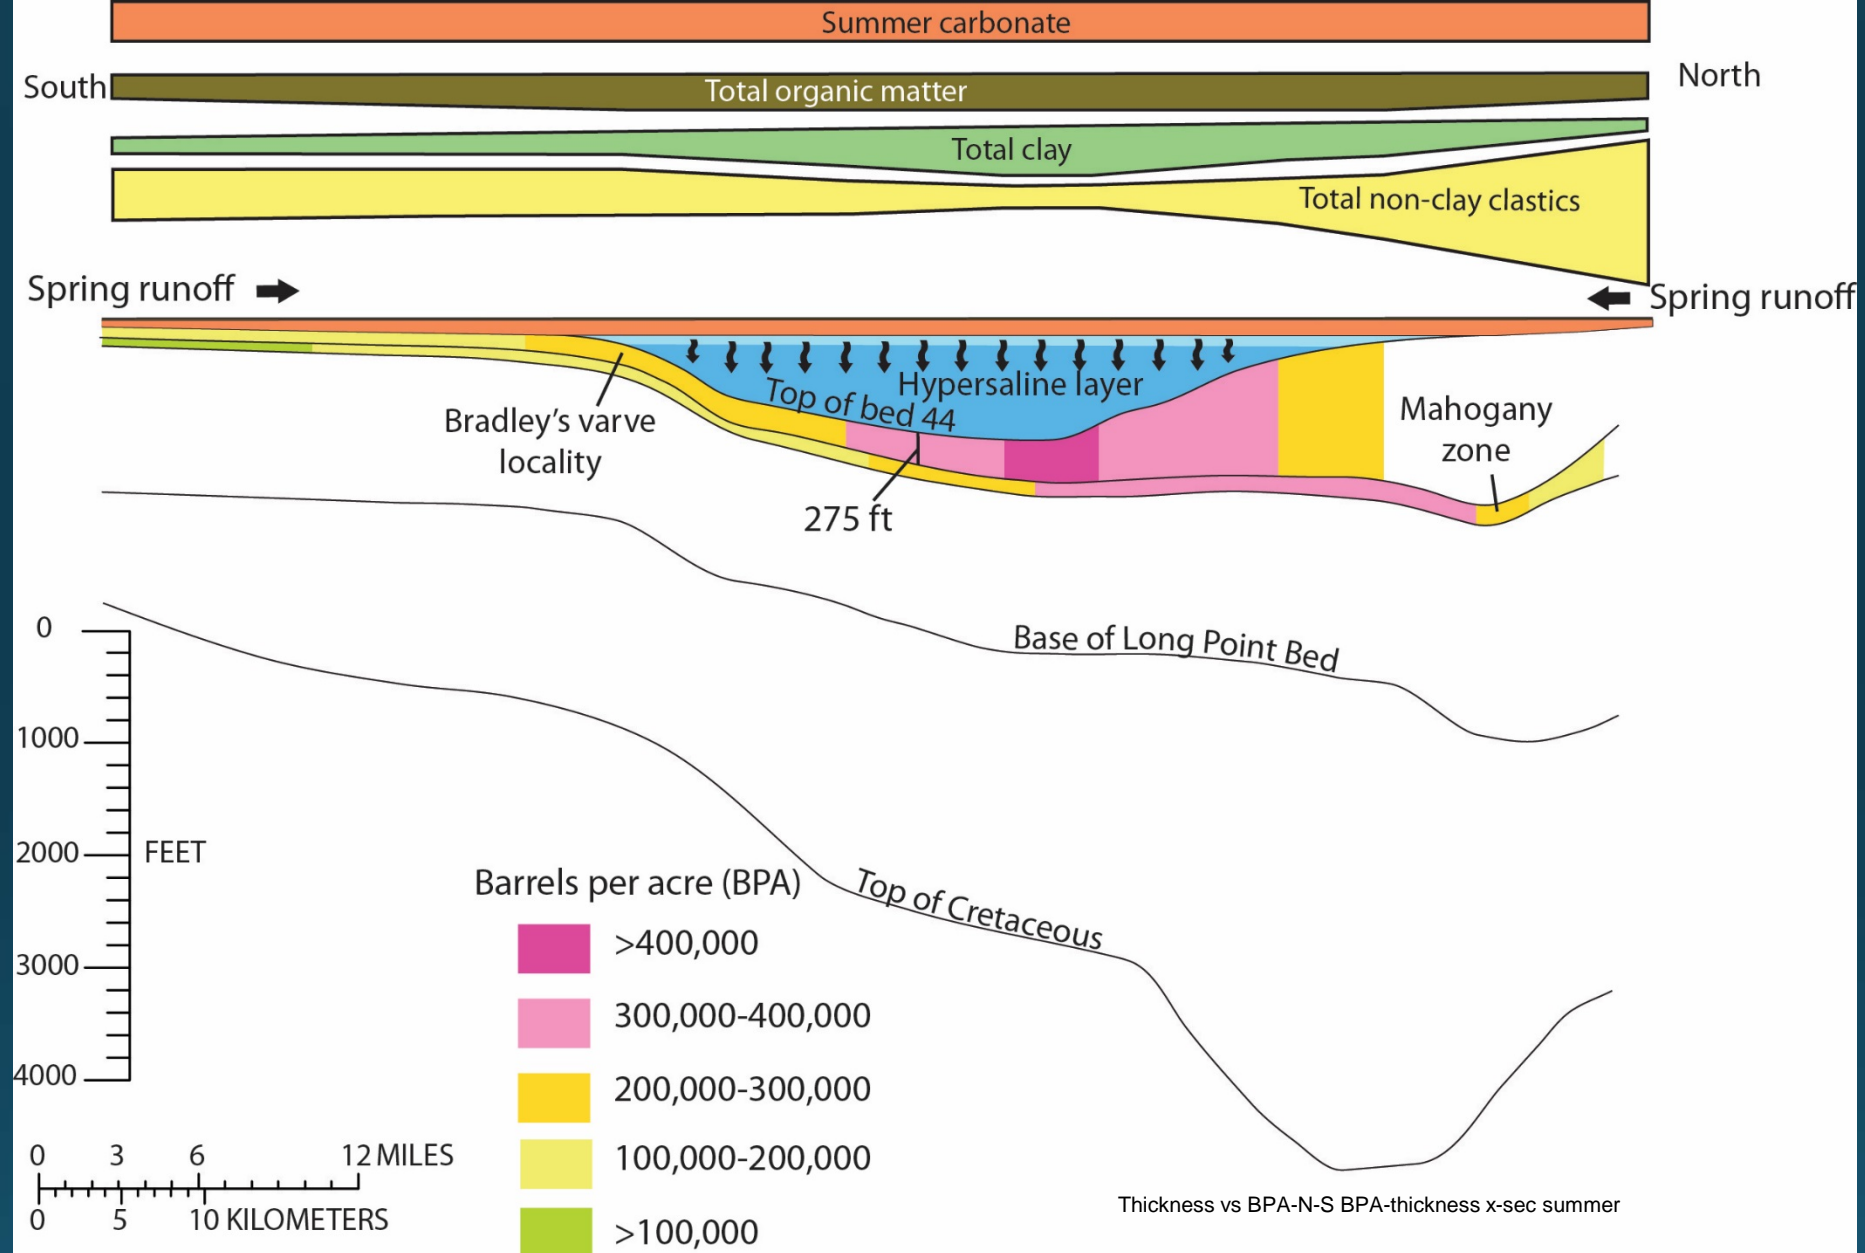 Summer carbonate
South
North
Total organic matter
Total clay
Total non-clay clastics
Spring runoff
Spring runoff
Hypersaline layer
Top of bed 44
Bradley's varve
locality
275 ft
Mahogany
zone
Base of Long Point Bed
0
1000
2000
FEET
3000
4000
Top of Cretaceous
Barrels per acre (BPA)
>400,000
300,000-400,000
200,000-300,000
100,000-200,000
>100,000
0 3 6 12 MILES
0 5 10 KILOMETERS
Thickness vs BPA-N-S BPA-thickness x-sec summer